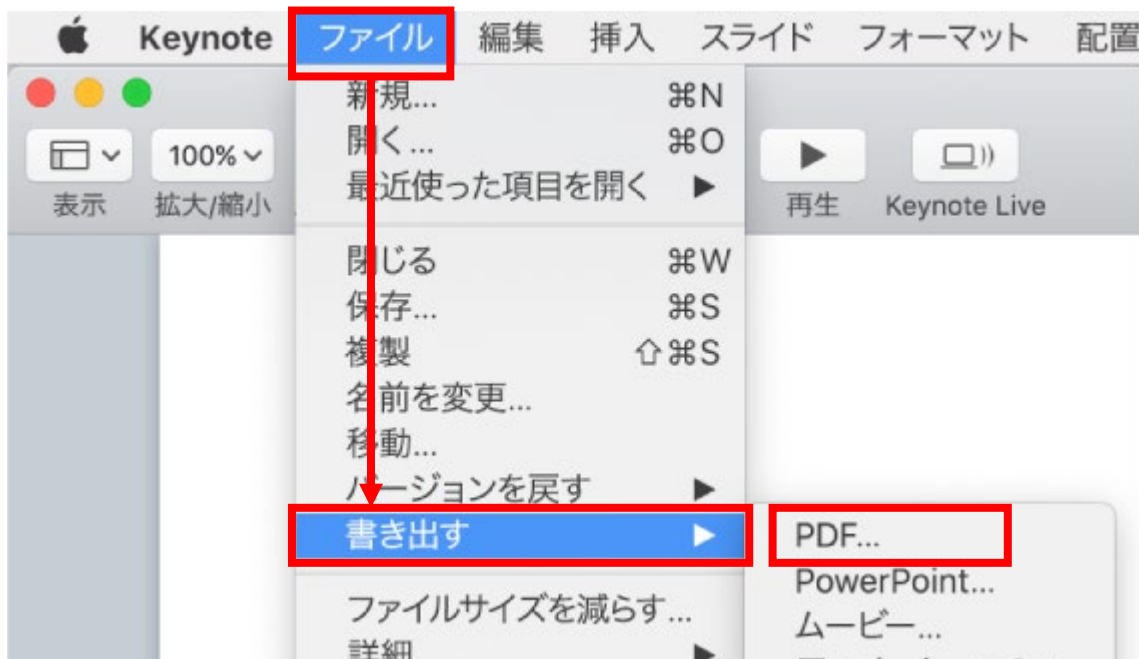 Keynote ファイル 編集 挿入 スライド フォーマット 配置
100%
表示 拡大/縮小 再生 Keynote Live
新規... ⌘N
開く... ⌘O
最近使った項目を開く ▶
閉じる ⌘W
保存... ⌘S
複製 ⇧⌘S
名前を変更...
移動...
バージョンを戻す ▶
書き出す ▶
ファイルサイズを減らす...
詳細 ▶
PDF...
PowerPoint...
ムービー...